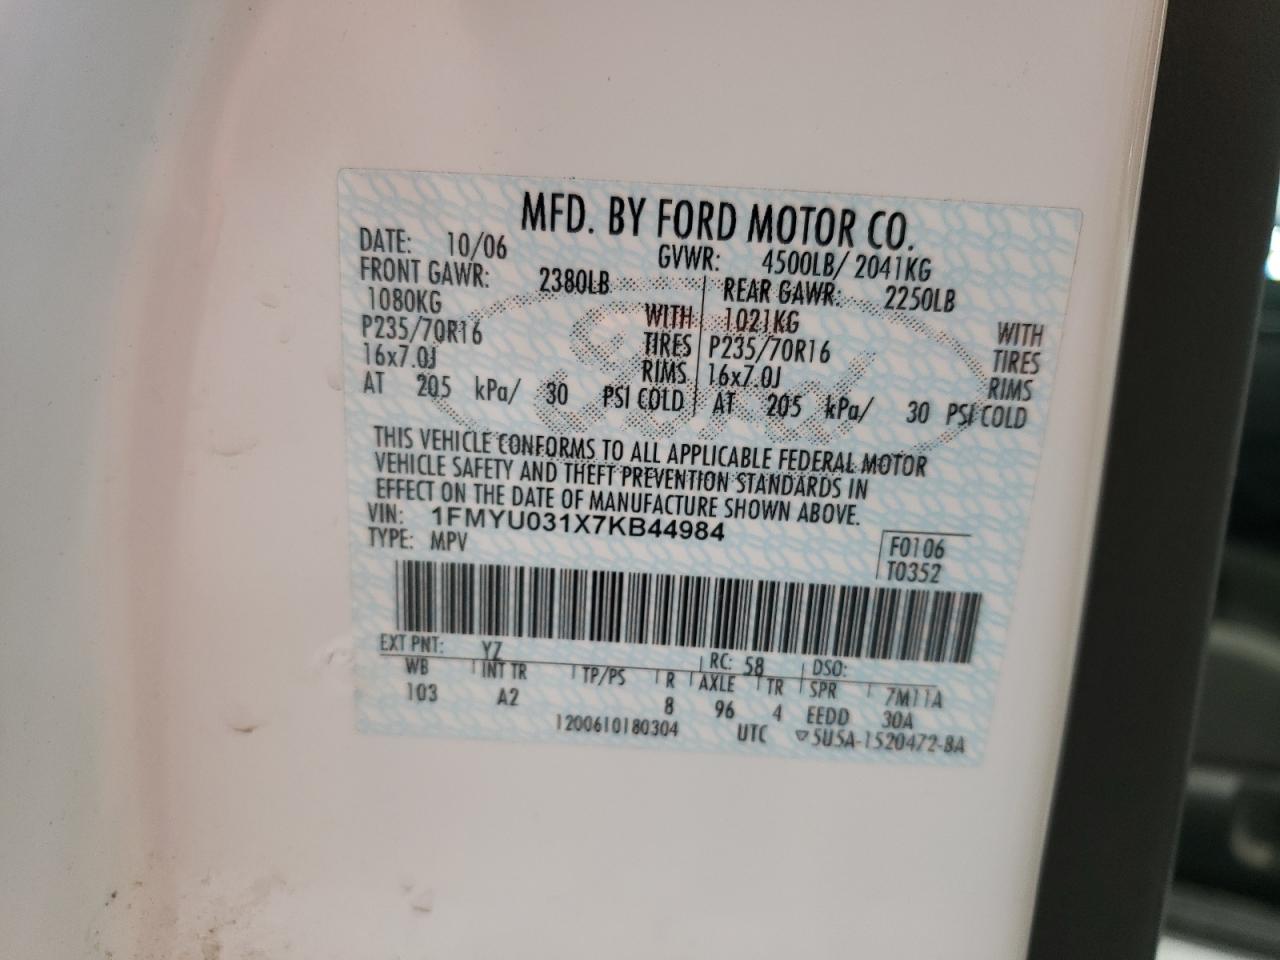 MFD. BY FORD MOTOR CO.
DATE: 10/06 GVWR: 4500LB/ 2041KG
FRONT GAWR: 2380LB REAR GAWR: 2250LB
1080KG WITH 1021KG WITH
P235/70R16 TIRES P235/70R16 TIRES
16x7.0J RIMS 16x7.0J RIMS
AT 205 kPa/ 30 PSI COLD AT 205 kPa/ 30 PSI COLD
THIS VEHICLE CONFORMS TO ALL APPLICABLE FEDERAL MOTOR
VEHICLE SAFETY AND THEFT PREVENTION STANDARDS IN
EFFECT ON THE DATE OF MANUFACTURE SHOWN ABOVE.
VIN: 1FMYU031X7KB44984
TYPE: MPV F0106
T0352
EXT PNT: YZ RC: 58 DSO:
WB INT TR TP/PS R AXLE TR SPR 7M11A
103 A2 8 96 4 EEDD 30A
1200610180304 UTC ▽5U5A-1520472-BA
Ford